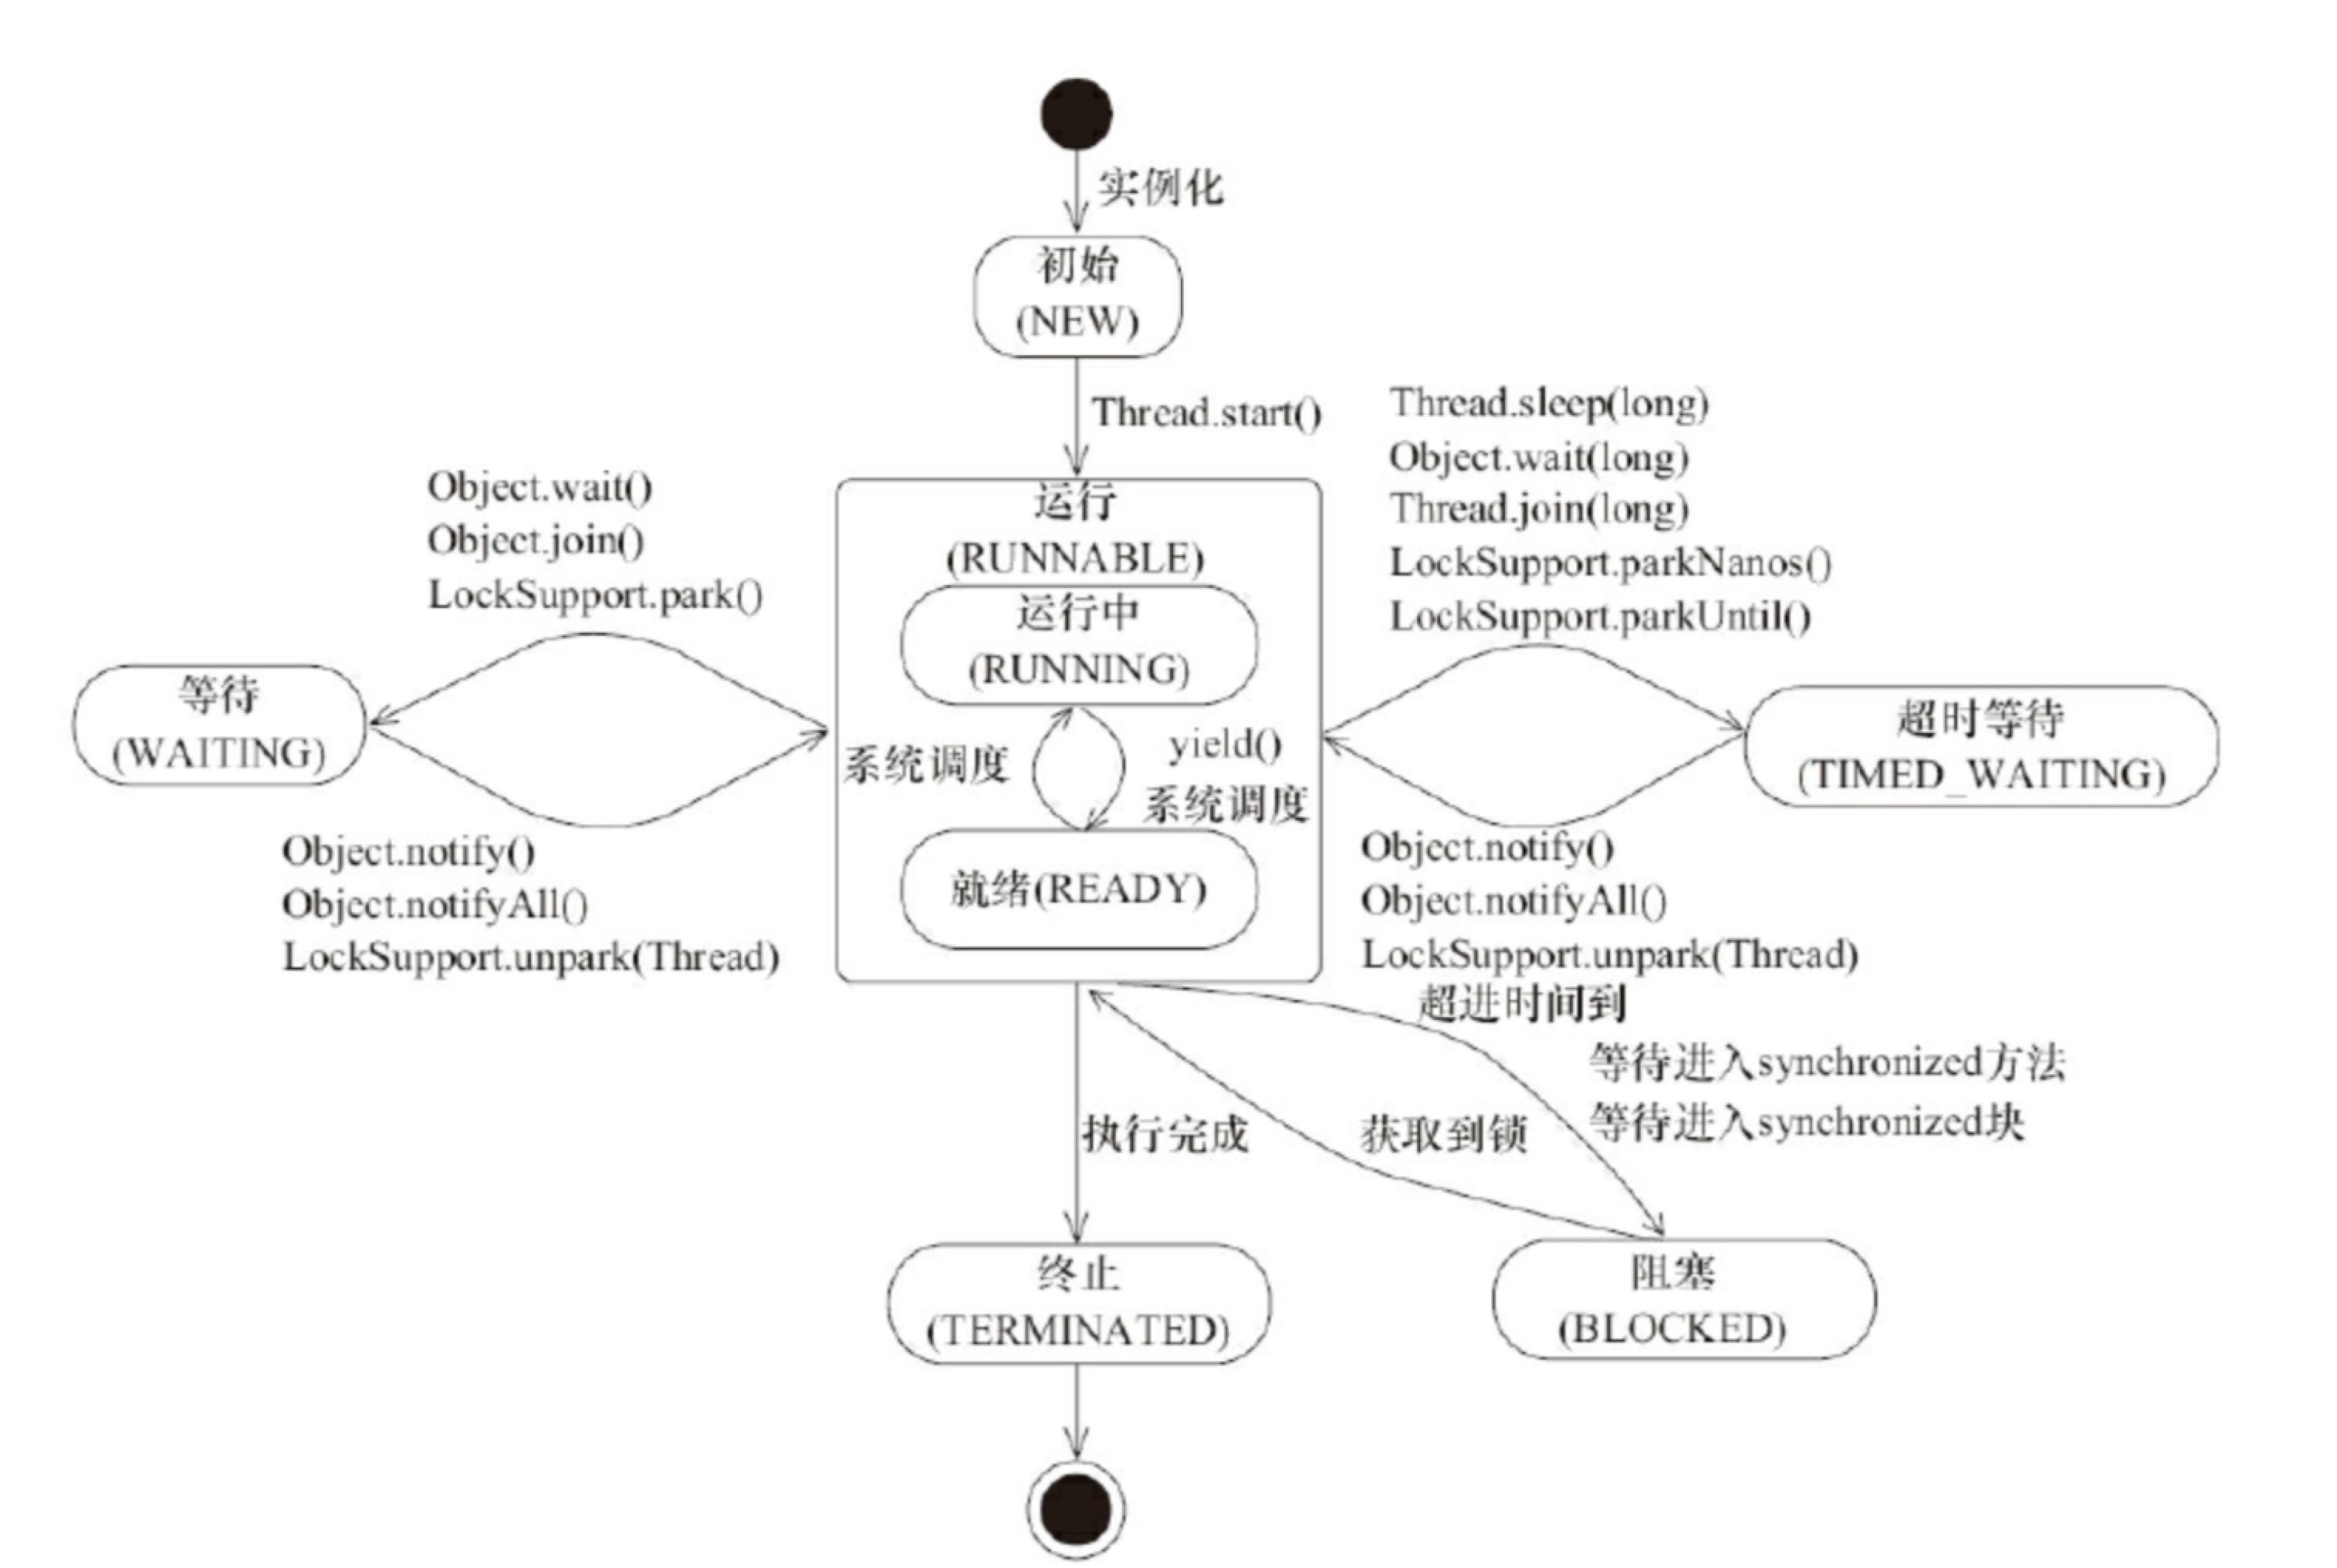 实例化
初始
(NEW)
Thread.start()
Object.wait()
Object.join()
LockSupport.park()
Thread.sleep(long)
Object.wait(long)
Thread.join(long)
LockSupport.parkNanos()
LockSupport.parkUntil()
运行
(RUNNABLE)
运行中
(RUNNING)
等待
(WAITING)
系统调度
yield()
系统调度
超时等待
(TIMED_WAITING)
就绪(READY)
Object.notify()
Object.notifyAll()
LockSupport.unpark(Thread)
Object.notify()
Object.notifyAll()
LockSupport.unpark(Thread)
超进时间到
等待进入synchronized方法
等待进入synchronized块
执行完成
获取到锁
终止
(TERMINATED)
阻塞
(BLOCKED)